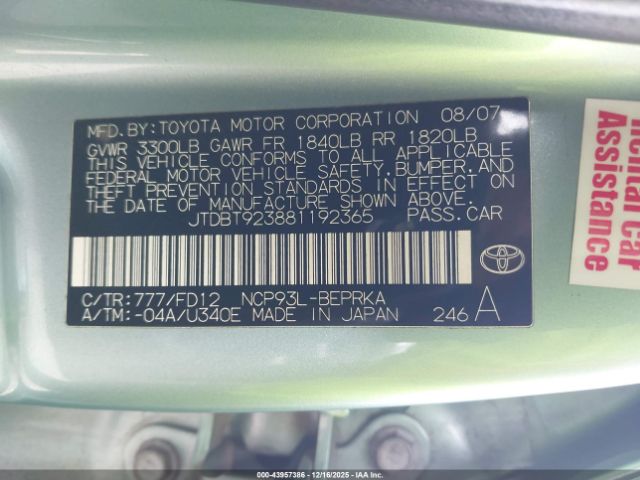 MFD. BY: TOYOTA MOTOR CORPORATION 08/07
GVWR 3300LB GAWR FR 1840LB RR 1820LB
THIS VEHICLE CONFORMS TO ALL APPLICABLE
FEDERAL MOTOR VEHICLE SAFETY, BUMPER, AND
THEFT PREVENTION STANDARDS IN EFFECT ON
THE DATE OF MANUFACTURE SHOWN ABOVE.
JTDBT923881192365 PASS.CAR
C/TR:777/FD12 NCP93L-BEPRKA
A/TM:-04A/U340E MADE IN JAPAN 246 A
TOYOTA
Assistance
000-43957386 - 12/16/2025 - IAA Inc.